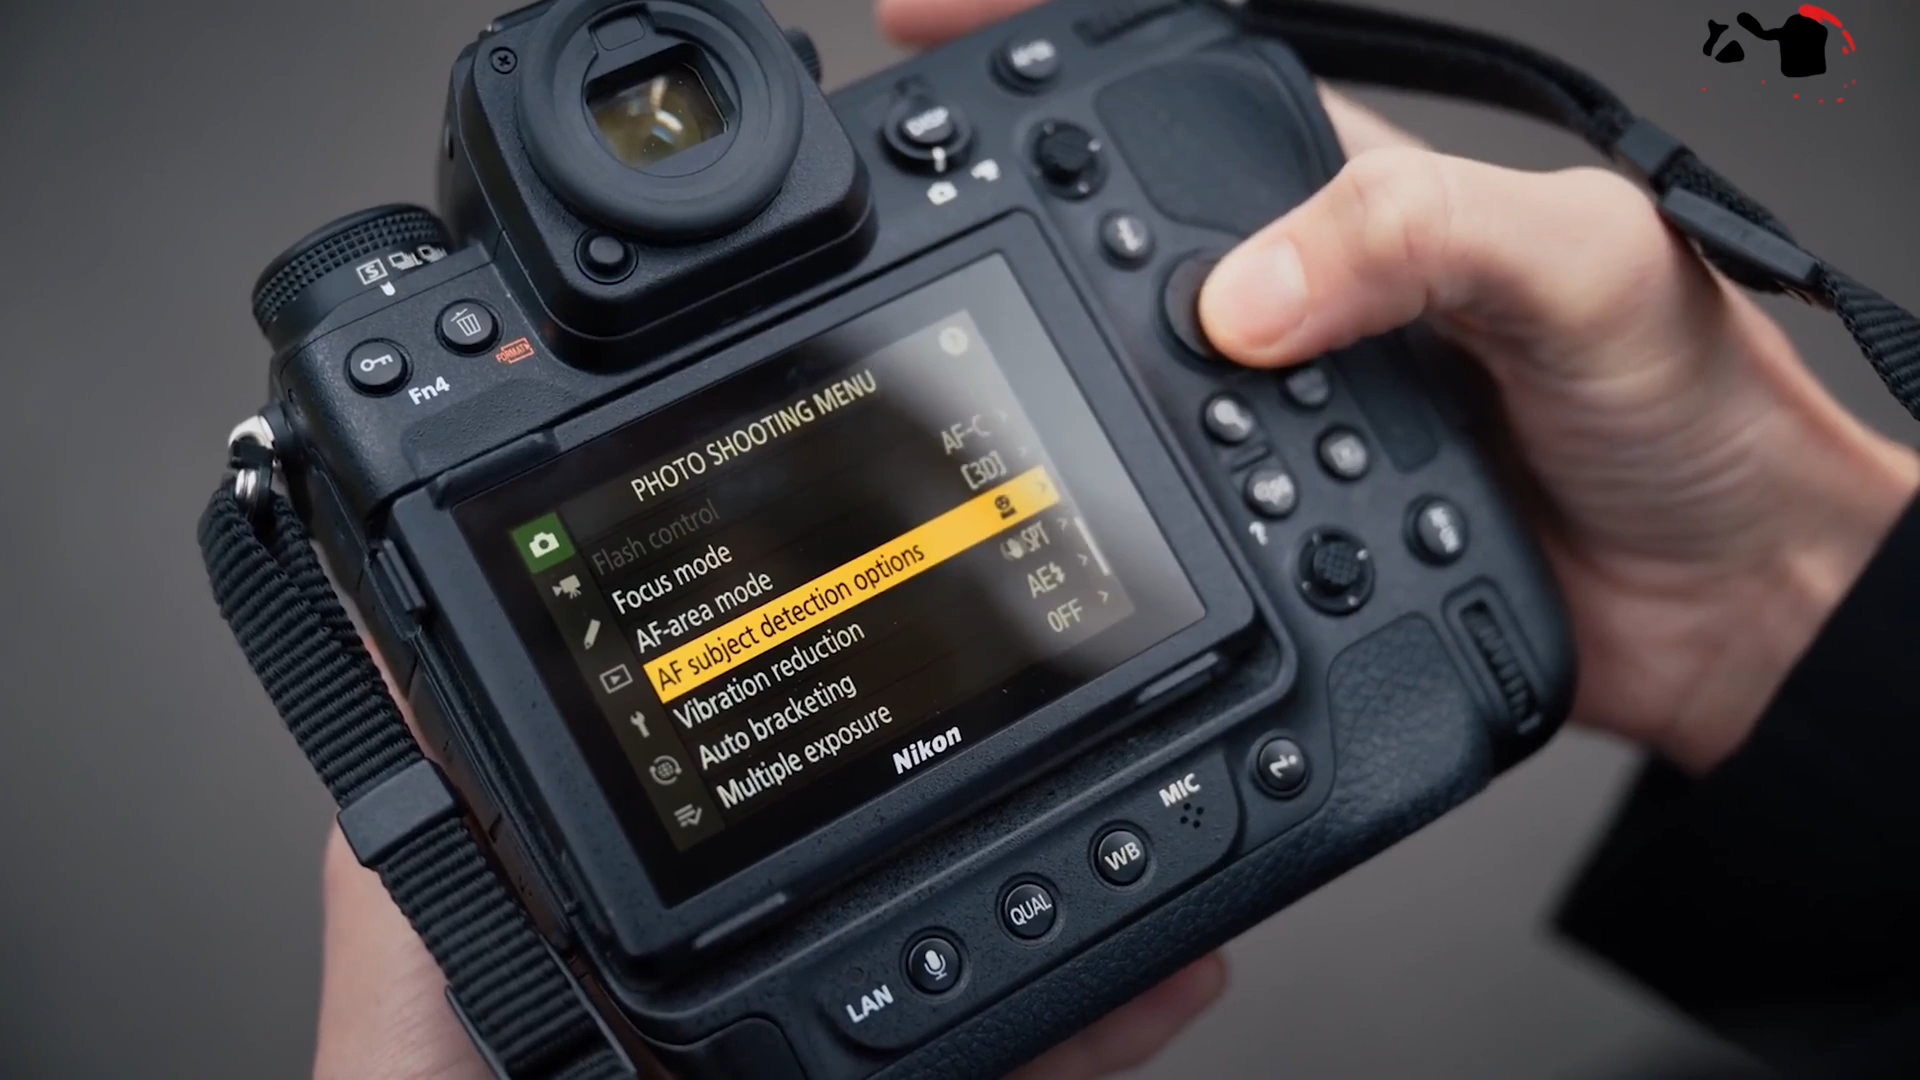 DISP
S
Fn4
FORMAT
PHOTO SHOOTING MENU
Flash control
Focus mode AF-C
AF-area mode [3D]
AF subject detection options
Vibration reduction SPT
Auto bracketing AE
Multiple exposure OFF
Nikon
MIC
WB
QUAL
LAN